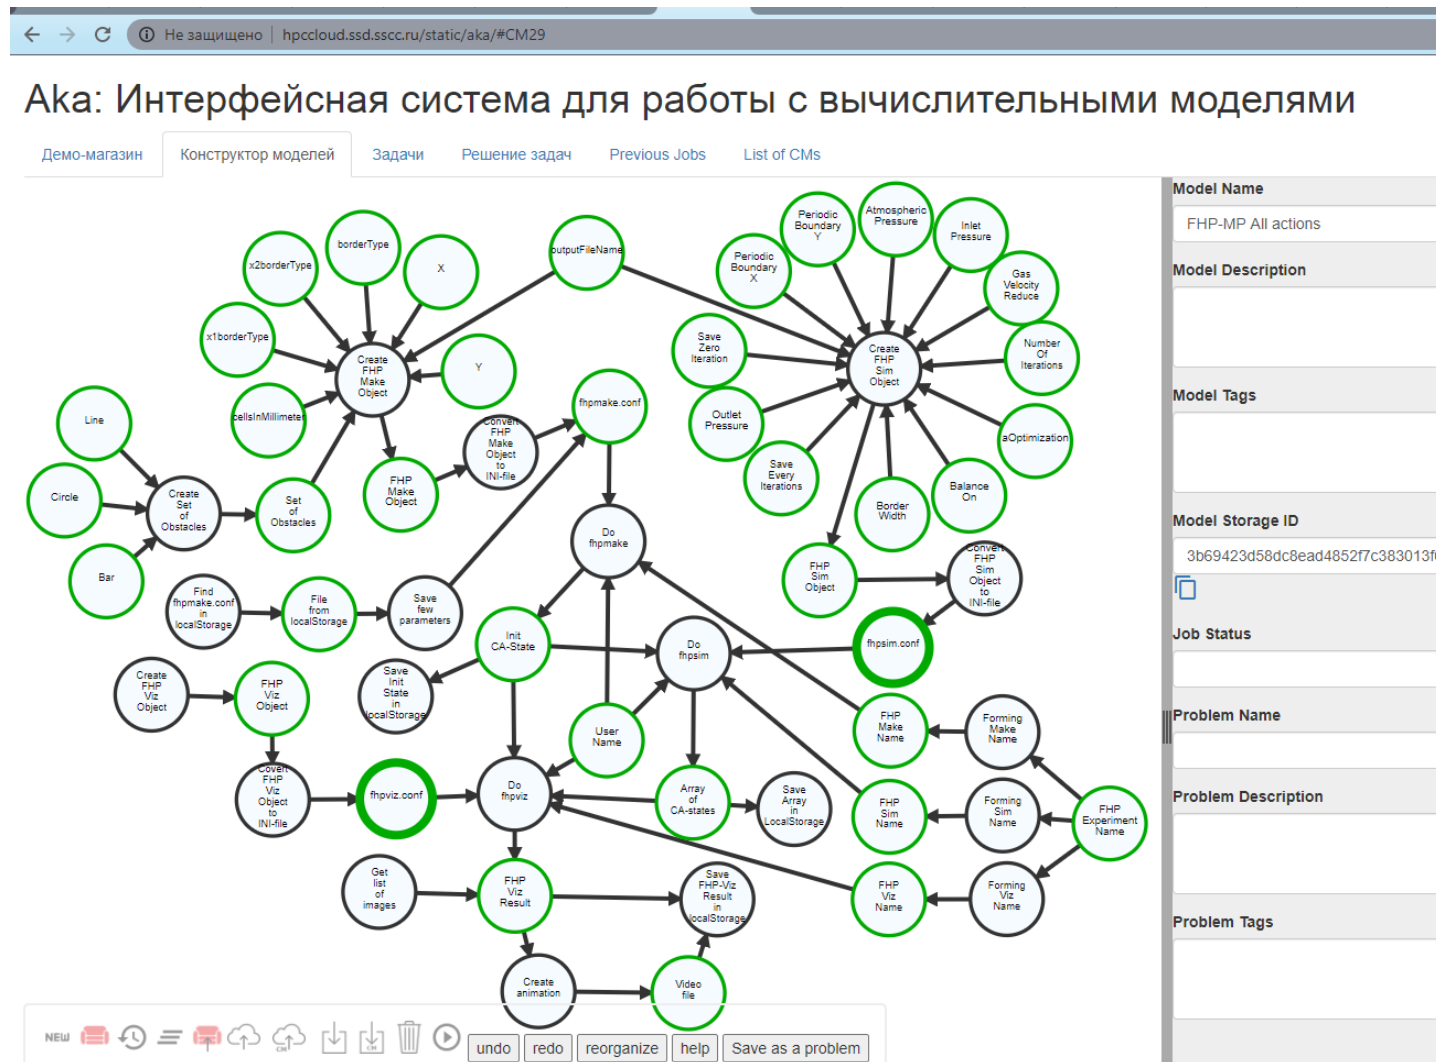 Не защищено | hpccloud.ssd.sscc.ru/static/aka/#CM29
Aka: Интерфейсная система для работы с вычислительными моделями
Демо-магазин
Конструктор моделей
Задачи
Решение задач
Previous Jobs
List of CMs
x2borderType
borderType
X
outputFileName
x1borderType
Create
FHP
Make
Object
Y
cellsInMillimeter
Line
Circle
Bar
Create
Set
of
Obstacles
Set
of
Obstacles
FHP
Make
Object
Convert
FHP
Make
Object
to
INI-file
fhpmake.conf
Periodic
Boundary
X
Periodic
Boundary
Y
Atmospheric
Pressure
Inlet
Pressure
Gas
Velocity
Reduce
Number
Of
Iterations
aOptimization
Balance
On
Border
Width
Save
Every
Iterations
Outlet
Pressure
Save
Zero
Iteration
Create
FHP
Sim
Object
FHP
Sim
Object
Convert
FHP
Sim
Object
to
INI-file
fhpsim.conf
Do
fhpmake
Find
fhpmake.conf
in
localStorage
File
from
localStorage
Save
few
parameters
Init
CA-State
Save
Init
State
in
localStorage
Do
fhpsim
Create
FHP
Viz
Object
FHP
Viz
Object
Covert
FHP
Viz
Object
to
INI-file
fhpviz.conf
Do
fhpviz
User
Name
Array
of
CA-states
Save
Array
in
LocalStorage
FHP
Make
Name
Forming
Make
Name
FHP
Sim
Name
Forming
Sim
Name
FHP
Experiment
Name
FHP
Viz
Name
Forming
Viz
Name
Get
list
of
images
FHP
Viz
Result
Save
FHP-Viz
Result
in
localStorage
Create
animation
Video
file
NEW
CM
CM
undo
redo
reorganize
help
Save as a problem
Model Name
FHP-MP All actions
Model Description
Model Tags
Model Storage ID
3b69423d58dc8ead4852f7c383013f
Job Status
Problem Name
Problem Description
Problem Tags